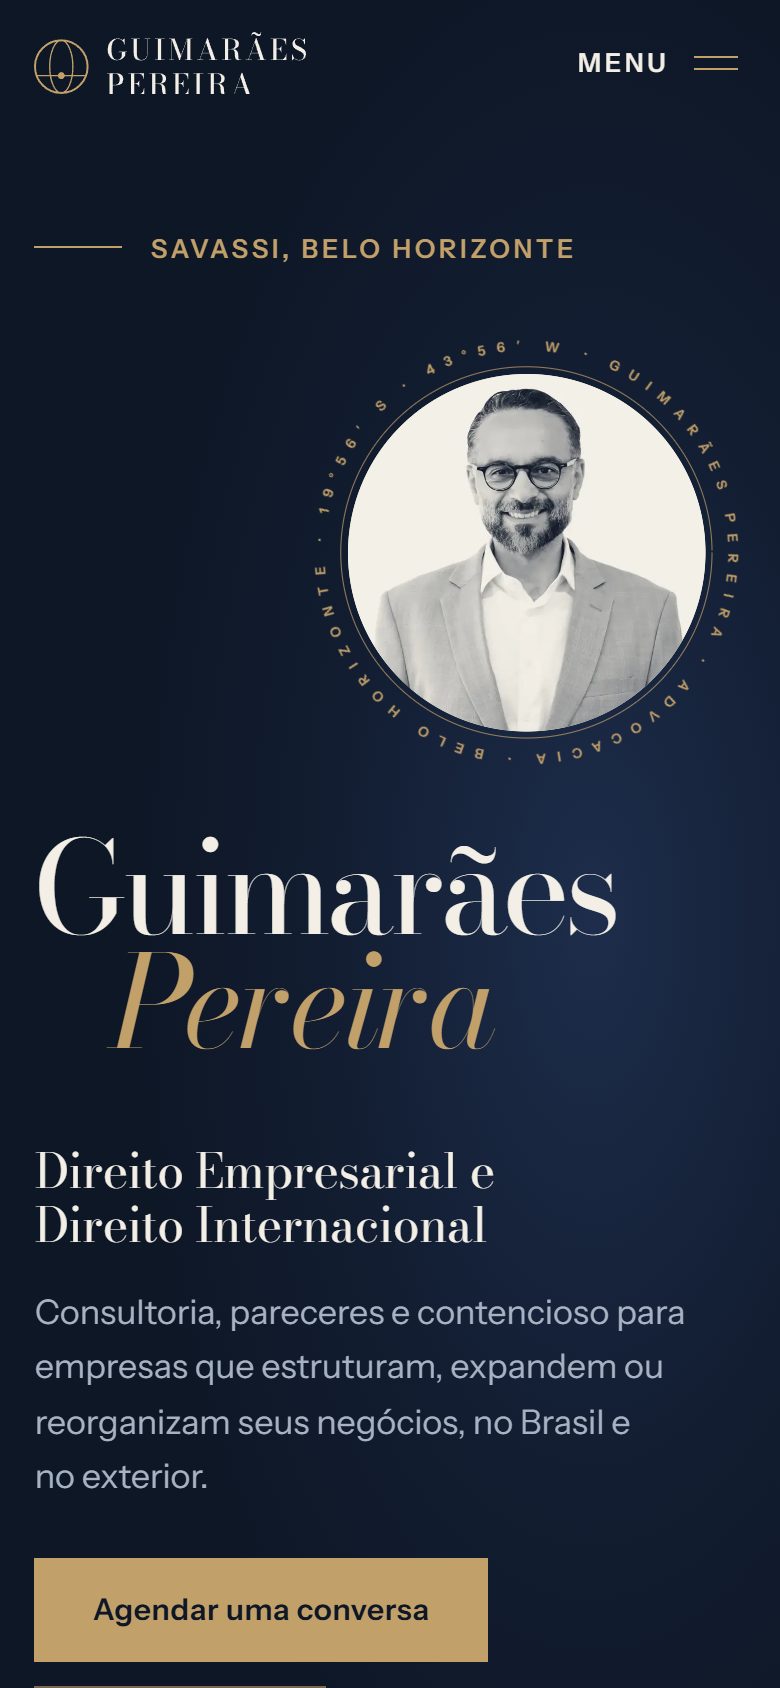 GUIMARÃES
PEREIRA
MENU
SAVASSI, BELO HORIZONTE
GUIMARÃES PEREIRA · ADVOCACIA · BELO HORIZONTE · 19°56′ S · 43°56′ W ·
Guimarães
Pereira
Direito Empresarial e
Direito Internacional
Consultoria, pareceres e contencioso para
empresas que estruturam, expandem ou
reorganizam seus negócios, no Brasil e
no exterior.
Agendar uma conversa